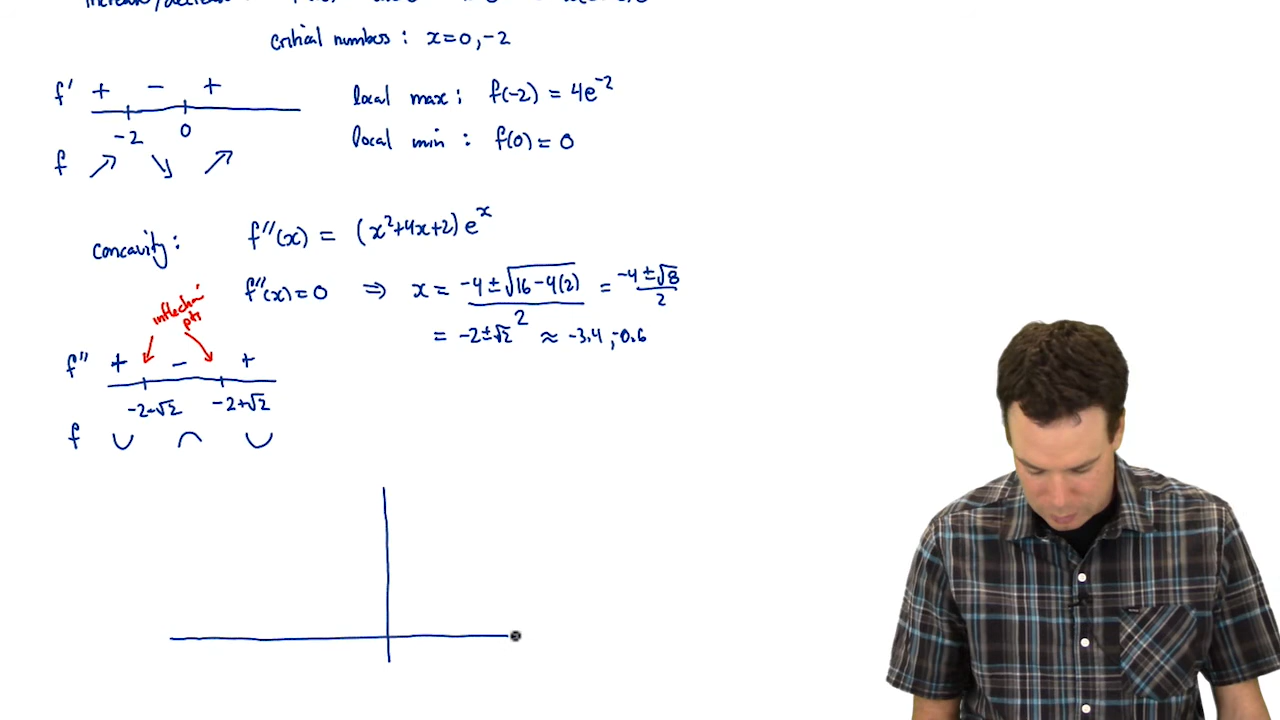 critical numbers: x=0,-2
f' + - +
-2 0
f ↗ ↘ ↗
local max: f(-2) = 4e^{-2}
local min: f(0) = 0
concavity: f''(x) = (x²+4x+2)e^x
f''(x)=0 ⇒ x = (-4±√(16-4(2)))/2 = (-4±√8)/2
= -2±√2 ≈ -3.4, -0.6
pts
f'' + - +
-2-√2 -2+√2
f ∪ ∩ ∪